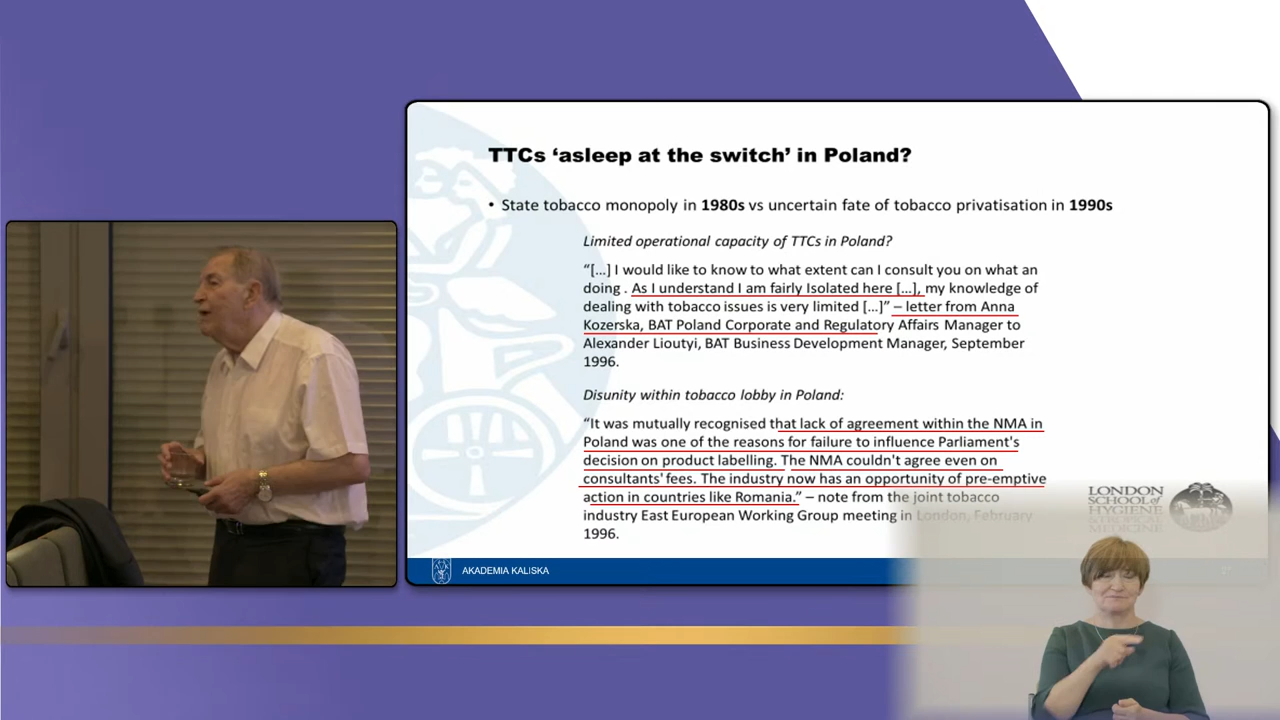 TTCs ‘asleep at the switch’ in Poland?
• State tobacco monopoly in 1980s vs uncertain fate of tobacco privatisation in 1990s
Limited operational capacity of TTCs in Poland?
“[…] I would like to know to what extent can I consult you on what an
doing . As I understand I am fairly Isolated here […], my knowledge of
dealing with tobacco issues is very limited […]” – letter from Anna
Kozerska, BAT Poland Corporate and Regulatory Affairs Manager to
Alexander Lioutyi, BAT Business Development Manager, September
1996.
Disunity within tobacco lobby in Poland:
“It was mutually recognised that lack of agreement within the NMA in
Poland was one of the reasons for failure to influence Parliament's
decision on product labelling. The NMA couldn't agree even on
consultants' fees. The industry now has an opportunity of pre-emptive
action in countries like Romania.” – note from the joint tobacco
industry East European Working Group meeting in London, February
1996.
LONDON
SCHOOL of
HYGIENE
& TROPICAL
MEDICINE
AKADEMIA KALISKA